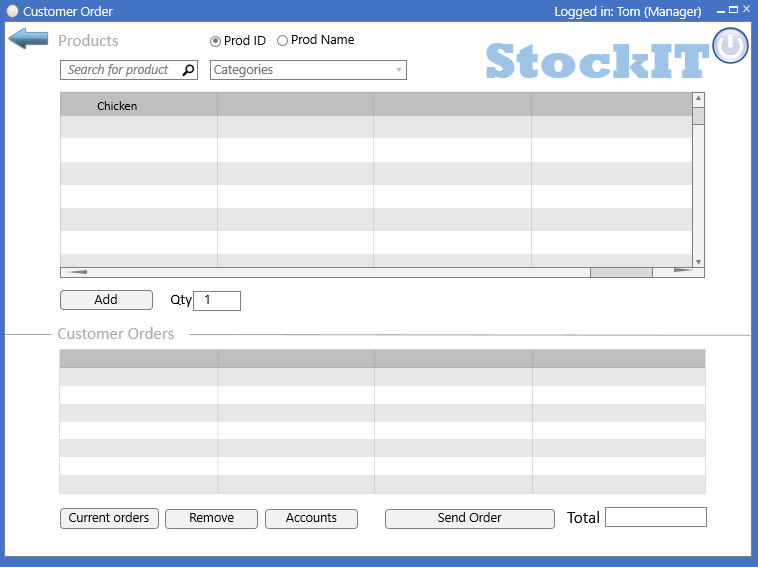 Customer Order
Logged in: Tom (Manager)
Products
Prod ID
Prod Name
StockIT
Search for product
Categories
Chicken
Add
Qty
1
Customer Orders
Current orders
Remove
Accounts
Send Order
Total